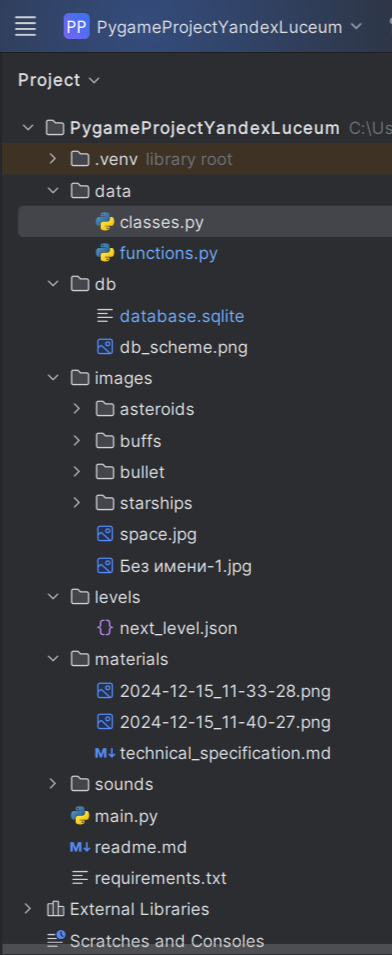 PP PygameProjectYandexLuceum
Project
PygameProjectYandexLuceum C:\Us
.venv library root
data
classes.py
functions.py
db
database.sqlite
db_scheme.png
images
asteroids
buffs
bullet
starships
space.jpg
Без имени-1.jpg
levels
{} next_level.json
materials
2024-12-15_11-33-28.png
2024-12-15_11-40-27.png
M↓ technical_specification.md
sounds
main.py
M↓ readme.md
requirements.txt
External Libraries
Scratches and Consoles